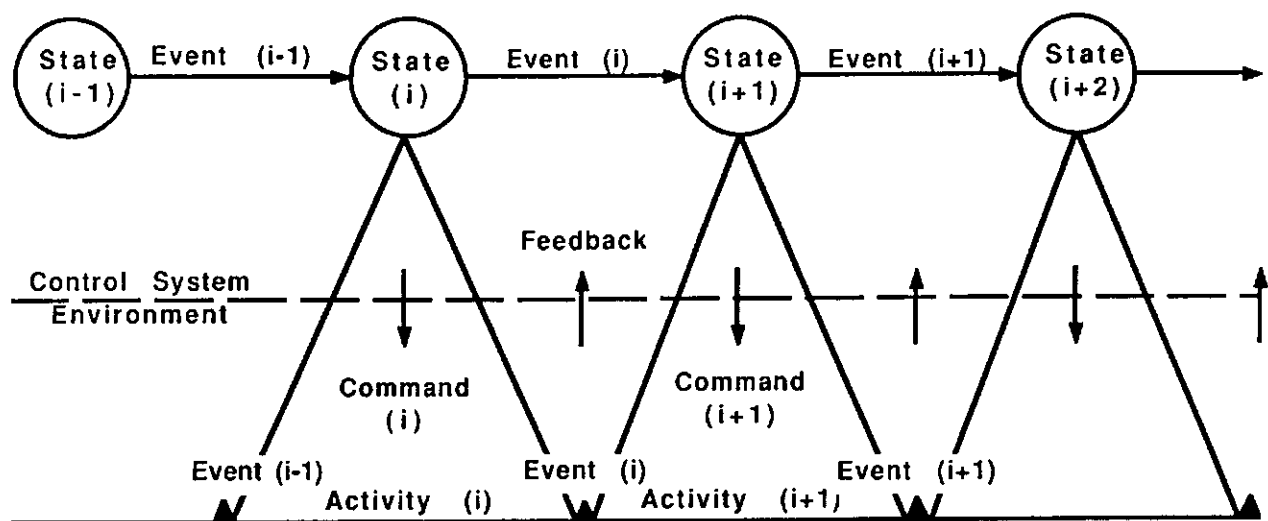 State (i-1)
Event (i-1)
State (i)
Event (i)
State (i+1)
Event (i+1)
State (i+2)
Feedback
Control System
Environment
Command (i)
Command (i+1)
Event (i-1)
Event (i)
Event (i+1)
Activity (i)
Activity (i+1)